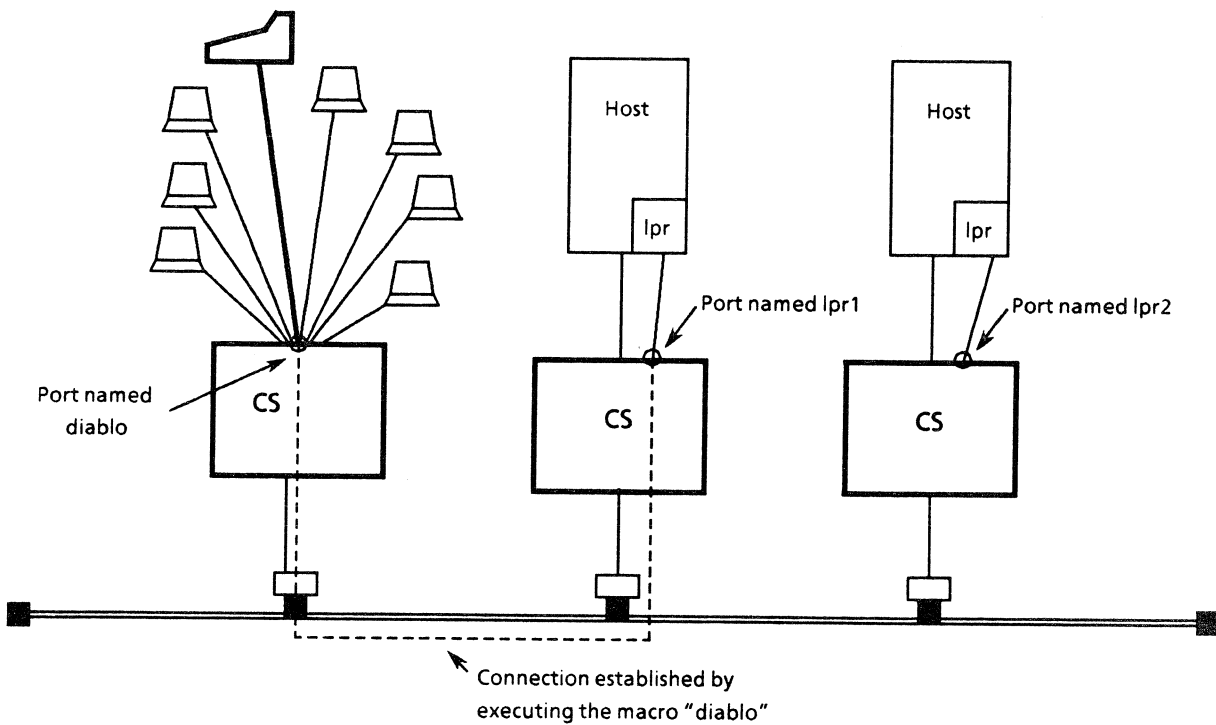 Host
Host
lpr
lpr
Port named lpr1
Port named lpr2
Port named
diablo
CS
CS
CS
Connection established by
executing the macro "diablo"